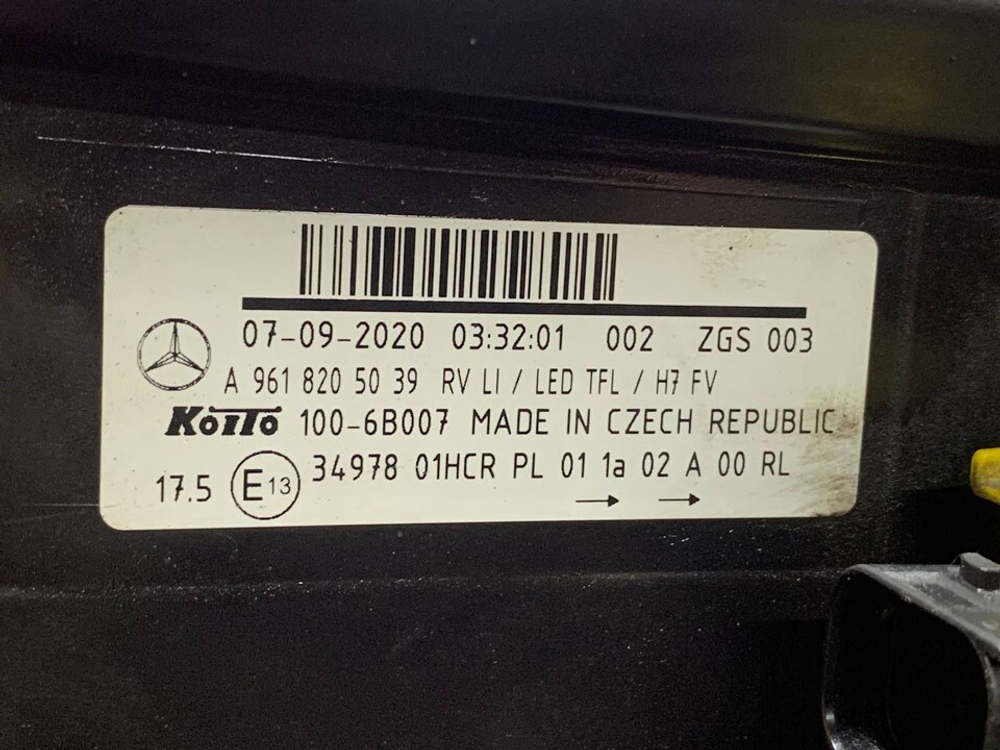 07-09-2020 03:32:01 002 ZGS 003
A 961 820 50 39 RV LI / LED TFL / H7 FV
KOITO 100-6B007 MADE IN CZECH REPUBLIC
17.5 E13 34978 01HCR PL 01 1a 02 A 00 RL
→ →